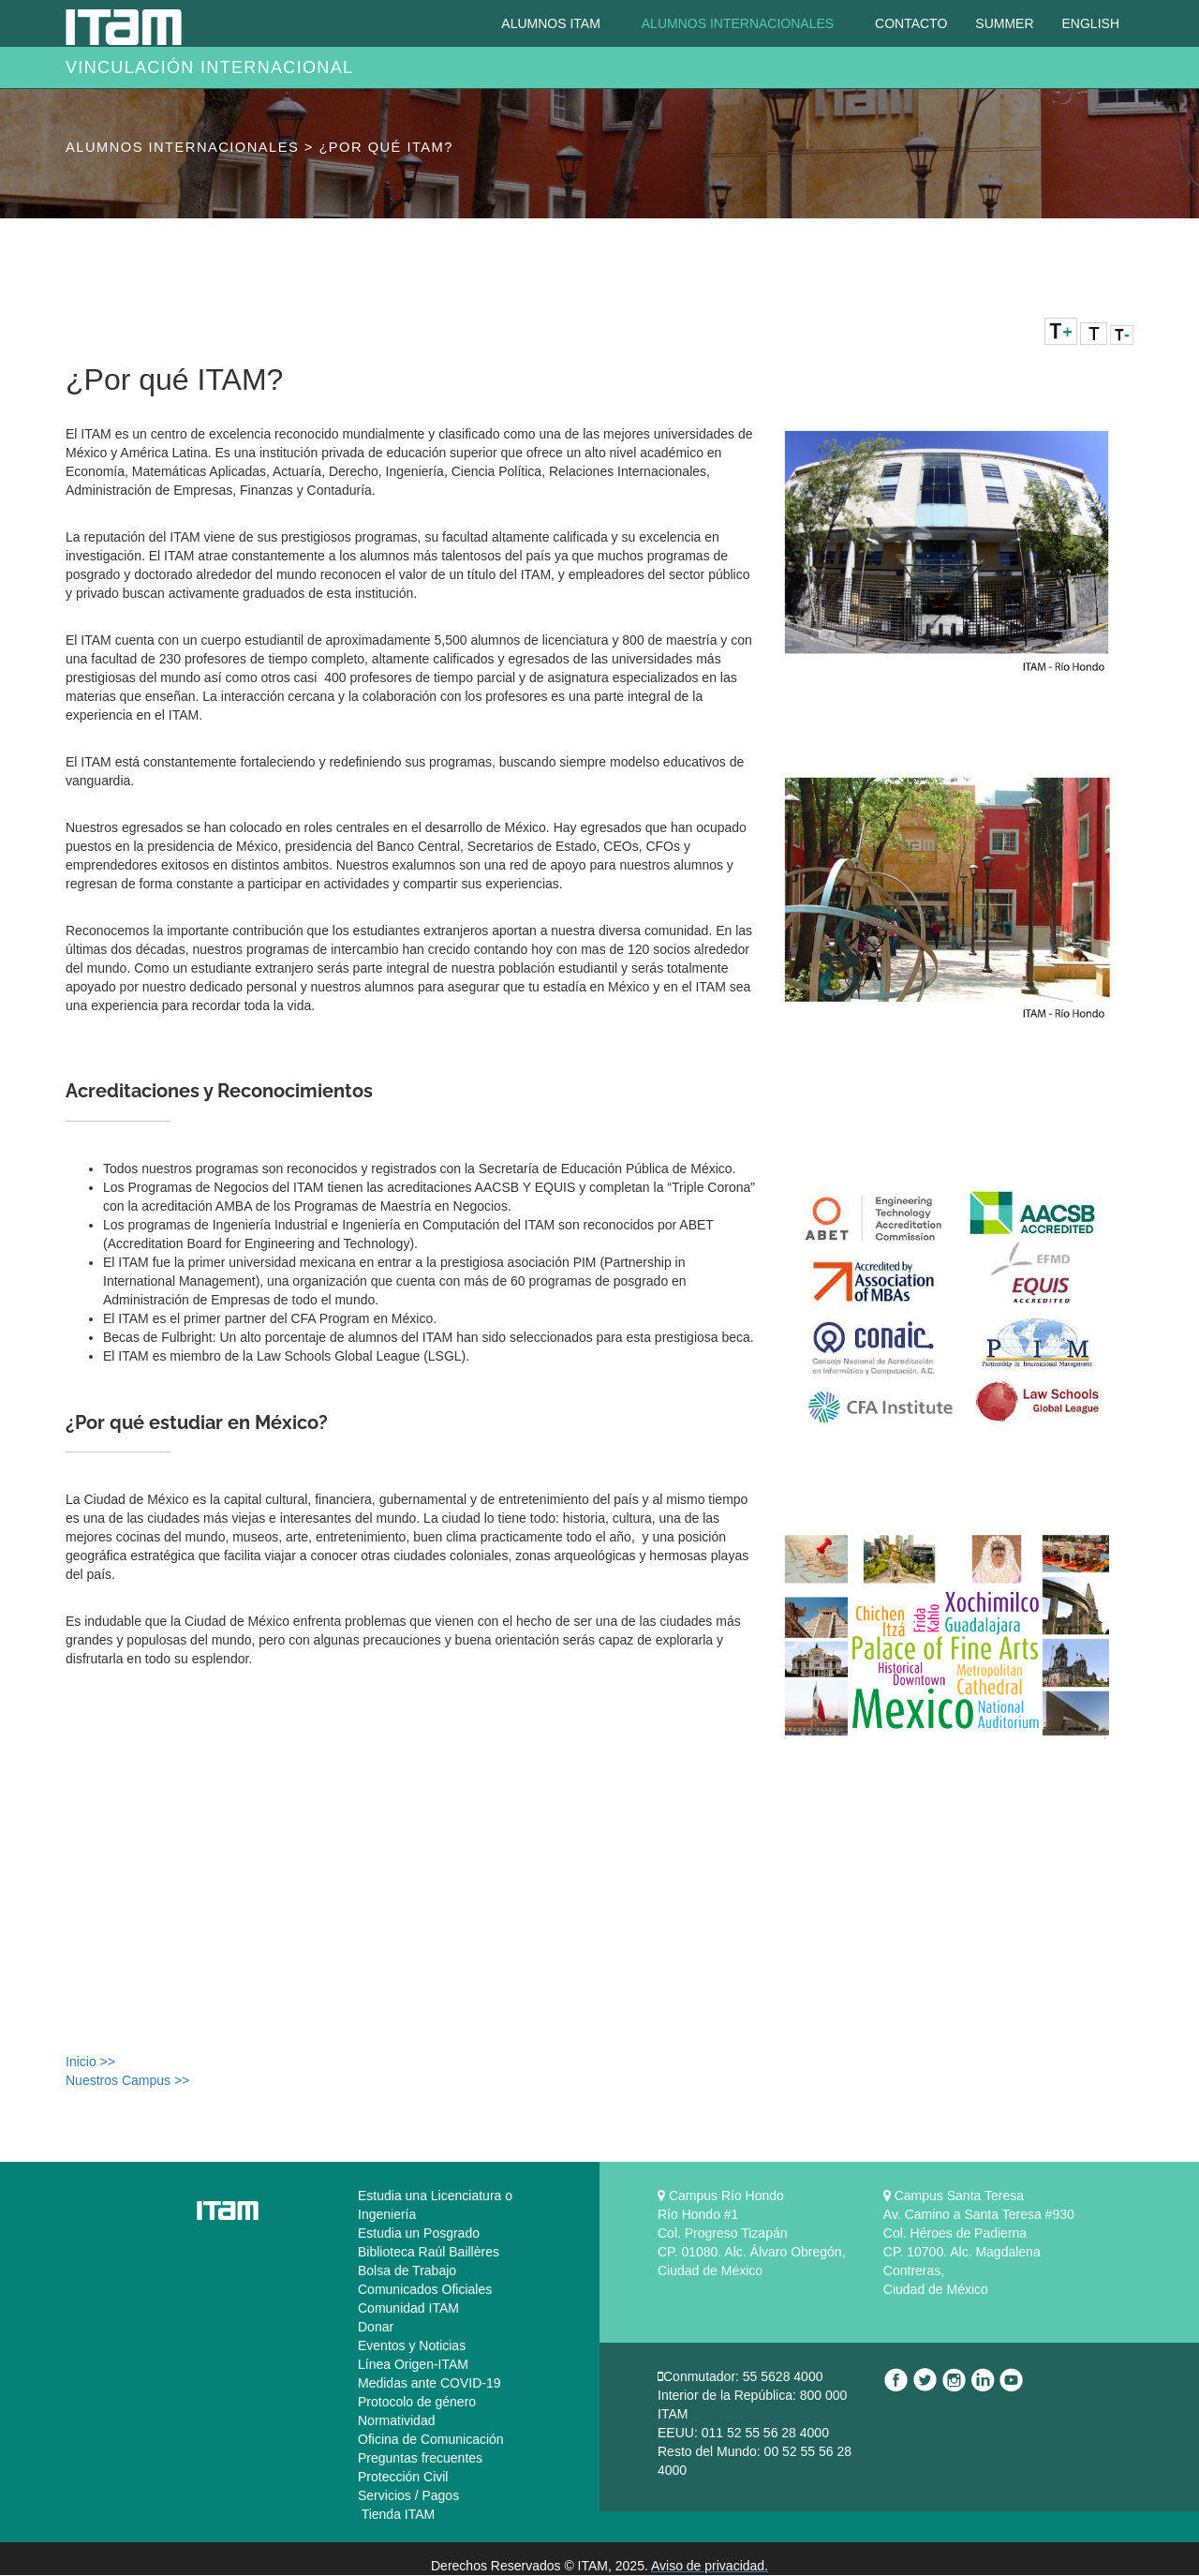 ITAM
ALUMNOS ITAM
ALUMNOS INTERNACIONALES
CONTACTO
SUMMER
ENGLISH
VINCULACIÓN INTERNACIONAL
ITAM
ALUMNOS INTERNACIONALES > ¿POR QUÉ ITAM?
T+ T T-
¿Por qué ITAM?
El ITAM es un centro de excelencia reconocido mundialmente y clasificado como una de las mejores universidades de
México y América Latina. Es una institución privada de educación superior que ofrece un alto nivel académico en
Economía, Matemáticas Aplicadas, Actuaría, Derecho, Ingeniería, Ciencia Política, Relaciones Internacionales,
Administración de Empresas, Finanzas y Contaduría.
La reputación del ITAM viene de sus prestigiosos programas, su facultad altamente calificada y su excelencia en
investigación. El ITAM atrae constantemente a los alumnos más talentosos del país ya que muchos programas de
posgrado y doctorado alrededor del mundo reconocen el valor de un título del ITAM, y empleadores del sector público
y privado buscan activamente graduados de esta institución.
ITAM - Río Hondo
El ITAM cuenta con un cuerpo estudiantil de aproximadamente 5,500 alumnos de licenciatura y 800 de maestría y con
una facultad de 230 profesores de tiempo completo, altamente calificados y egresados de las universidades más
prestigiosas del mundo así como otros casi  400 profesores de tiempo parcial y de asignatura especializados en las
materias que enseñan. La interacción cercana y la colaboración con los profesores es una parte integral de la
experiencia en el ITAM.
El ITAM está constantemente fortaleciendo y redefiniendo sus programas, buscando siempre modelso educativos de
vanguardia.
Nuestros egresados se han colocado en roles centrales en el desarrollo de México. Hay egresados que han ocupado
puestos en la presidencia de México, presidencia del Banco Central, Secretarios de Estado, CEOs, CFOs y
emprendedores exitosos en distintos ambitos. Nuestros exalumnos son una red de apoyo para nuestros alumnos y
regresan de forma constante a participar en actividades y compartir sus experiencias.
ITAM
Reconocemos la importante contribución que los estudiantes extranjeros aportan a nuestra diversa comunidad. En las
últimas dos décadas, nuestros programas de intercambio han crecido contando hoy con mas de 120 socios alrededor
del mundo. Como un estudiante extranjero serás parte integral de nuestra población estudiantil y serás totalmente
apoyado por nuestro dedicado personal y nuestros alumnos para asegurar que tu estadía en México y en el ITAM sea
una experiencia para recordar toda la vida.
ITAM - Río Hondo
Acreditaciones y Reconocimientos
• Todos nuestros programas son reconocidos y registrados con la Secretaría de Educación Pública de México.
• Los Programas de Negocios del ITAM tienen las acreditaciones AACSB Y EQUIS y completan la “Triple Corona”
con la acreditación AMBA de los Programas de Maestría en Negocios.
• Los programas de Ingeniería Industrial e Ingeniería en Computación del ITAM son reconocidos por ABET
(Accreditation Board for Engineering and Technology).
• El ITAM fue la primer universidad mexicana en entrar a la prestigiosa asociación PIM (Partnership in
International Management), una organización que cuenta con más de 60 programas de posgrado en
Administración de Empresas de todo el mundo.
• El ITAM es el primer partner del CFA Program en México.
• Becas de Fulbright: Un alto porcentaje de alumnos del ITAM han sido seleccionados para esta prestigiosa beca.
• El ITAM es miembro de la Law Schools Global League (LSGL).
ABET
Engineering
Technology
Accreditation
Commission
AACSB
ACCREDITED
Accredited by
Association
of MBAs
EFMD
EQUIS
ACCREDITED
conaic.
Consejo Nacional de Acreditación
en Informática y Computación, A.C.
PIM
Partnership in International Management
CFA Institute
Law Schools
Global League
¿Por qué estudiar en México?
La Ciudad de México es la capital cultural, financiera, gubernamental y de entretenimiento del país y al mismo tiempo
es una de las ciudades más viejas e interesantes del mundo. La ciudad lo tiene todo: historia, cultura, una de las
mejores cocinas del mundo, museos, arte, entretenimiento, buen clima practicamente todo el año,  y una posición
geográfica estratégica que facilita viajar a conocer otras ciudades coloniales, zonas arqueológicas y hermosas playas
del país.
Es indudable que la Ciudad de México enfrenta problemas que vienen con el hecho de ser una de las ciudades más
grandes y populosas del mundo, pero con algunas precauciones y buena orientación serás capaz de explorarla y
disfrutarla en todo su esplendor.
Chichen
Itzá
Frida
Kahlo
Xochimilco
Guadalajara
Palace of Fine Arts
Historical
Downtown
Metropolitan
Cathedral
Mexico
National
Auditorium
Inicio >>
Nuestros Campus >>
ITAM
Estudia una Licenciatura o
Ingeniería
Estudia un Posgrado
Biblioteca Raúl Baillères
Bolsa de Trabajo
Comunicados Oficiales
Comunidad ITAM
Donar
Eventos y Noticias
Línea Origen-ITAM
Medidas ante COVID-19
Protocolo de género
Normatividad
Oficina de Comunicación
Preguntas frecuentes
Protección Civil
Servicios / Pagos
Tienda ITAM
Campus Río Hondo
Río Hondo #1
Col. Progreso Tizapán
CP. 01080. Alc. Álvaro Obregón,
Ciudad de México
Campus Santa Teresa
Av. Camino a Santa Teresa #930
Col. Héroes de Padierna
CP. 10700. Alc. Magdalena
Contreras,
Ciudad de México
Conmutador: 55 5628 4000
Interior de la República: 800 000
ITAM
EEUU: 011 52 55 56 28 4000
Resto del Mundo: 00 52 55 56 28
4000
Derechos Reservados © ITAM, 2025. Aviso de privacidad.